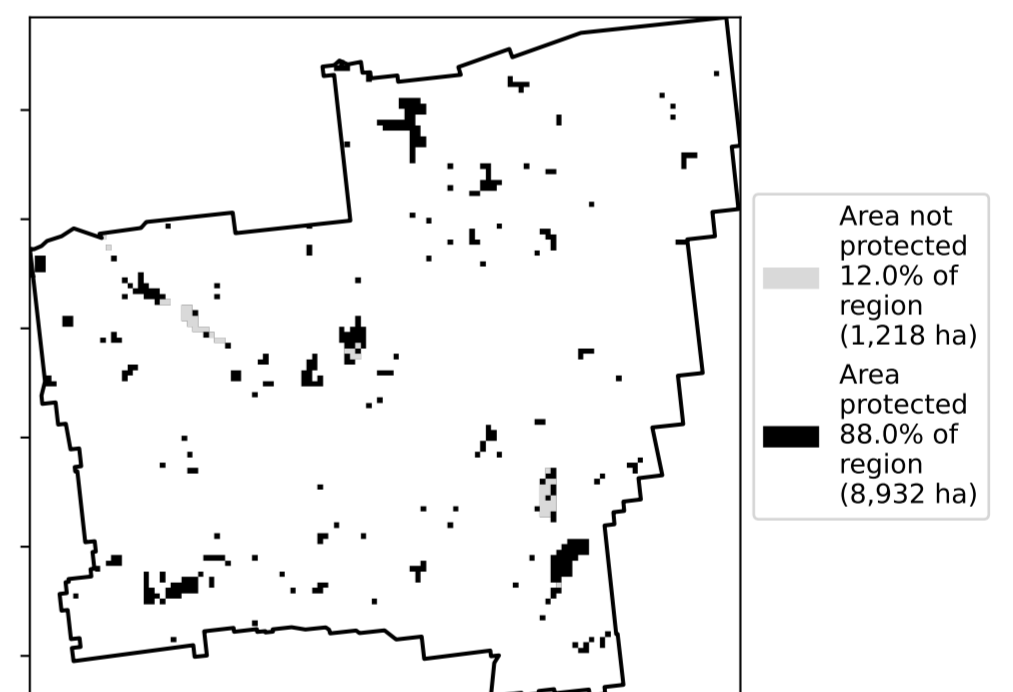 Area not
protected
12.0% of
region
(1,218 ha)
Area
protected
88.0% of
region
(8,932 ha)